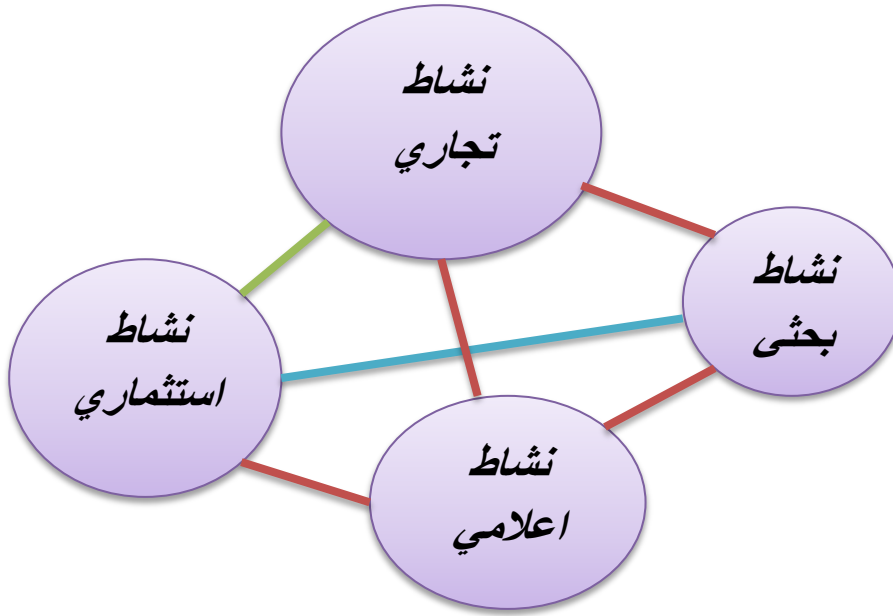 نشاط
تجاري
نشاط
بحثى
نشاط
استثماري
نشاط
اعلامي